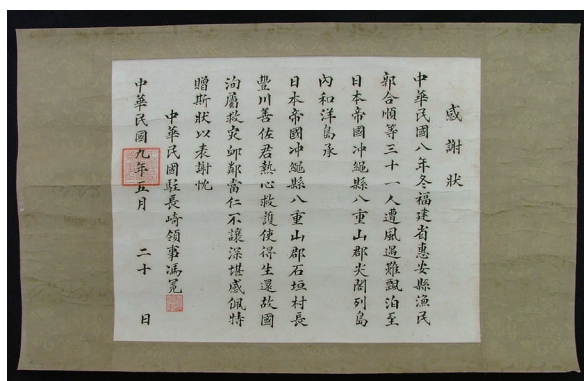 感謝狀
中華民國八年冬福建省惠安縣漁民
郭合順等三十一人遭風遇難飄泊至
日本帝國沖繩縣八重山郡尖閣列島
內和洋島承
日本帝國沖繩縣八重山郡石垣村長
豐川善佐君熱心救護使得生還故國
洵屬救災卹鄰當仁不讓深堪感佩特
贈斯狀以表謝忱
中華民國駐長崎領事馮冕
中華民國九年五月 二十 日